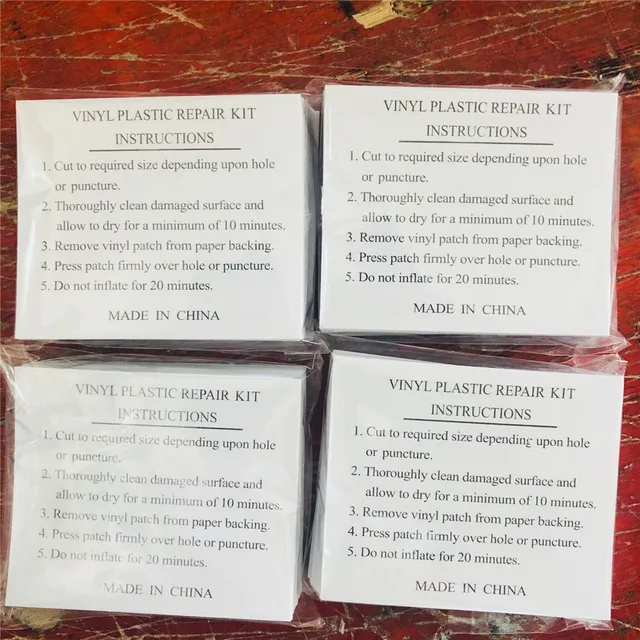 VINYL PLASTIC REPAIR KIT
INSTRUCTIONS
1. Cut to required size depending upon hole
or puncture.
2. Thoroughly clean damaged surface and
allow to dry for a minimum of 10 minutes.
3. Remove vinyl patch from paper backing.
4. Press patch firmly over hole or puncture.
5. Do not inflate for 20 minutes.
MADE IN CHINA
VINYL PLASTIC REPAIR KIT
INSTRUCTIONS
1. Cut to required size depending upon hole
or puncture.
2. Thoroughly clean damaged surface and
allow to dry for a minimum of 10 minutes.
3. Remove vinyl patch from paper backing.
4. Press patch firmly over hole or puncture.
5. Do not inflate for 20 minutes.
MADE IN CHINA
VINYL PLASTIC REPAIR KIT
INSTRUCTIONS
1. Cut to required size depending upon hole
or puncture.
2. Thoroughly clean damaged surface and
allow to dry for a minimum of 10 minutes.
3. Remove vinyl patch from paper backing.
4. Press patch firmly over hole or puncture.
5. Do not inflate for 20 minutes.
MADE IN CHINA
VINYL PLASTIC REPAIR KIT
INSTRUCTIONS
1. Cut to required size depending upon hole
or puncture.
2. Thoroughly clean damaged surface and
allow to dry for a minimum of 10 minutes.
3. Remove vinyl patch from paper backing.
4. Press patch firmly over hole or puncture.
5. Do not inflate for 20 minutes.
MADE IN CHINA